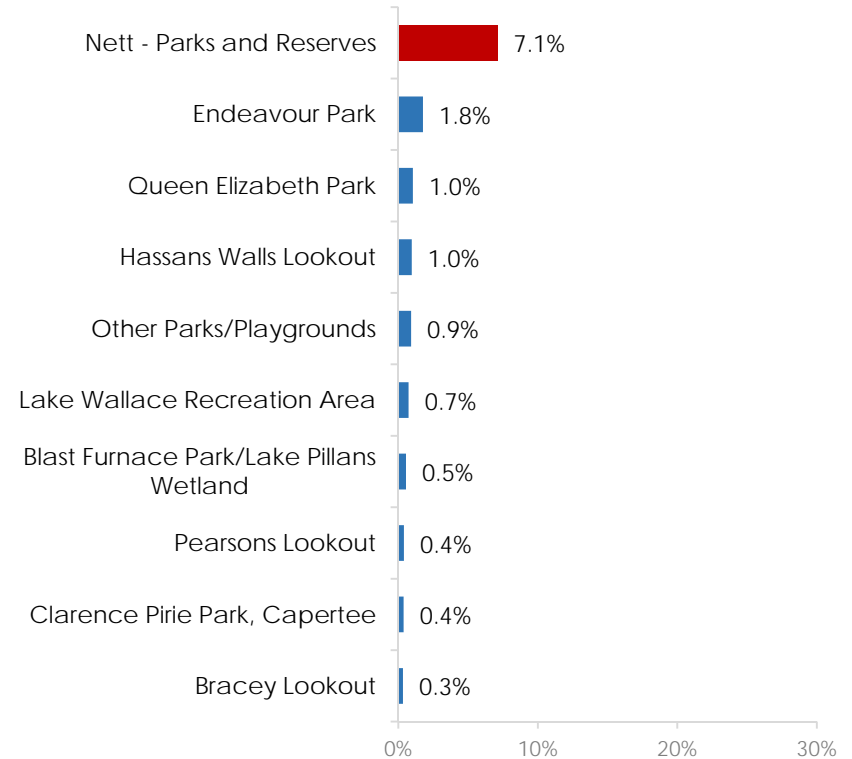 Nett - Parks and Reserves 7.1%
Endeavour Park 1.8%
Queen Elizabeth Park 1.0%
Hassans Walls Lookout 1.0%
Other Parks/Playgrounds 0.9%
Lake Wallace Recreation Area 0.7%
Blast Furnace Park/Lake Pillans
Wetland 0.5%
Pearsons Lookout 0.4%
Clarence Pirie Park, Capertee 0.4%
Bracey Lookout 0.3%
0% 10% 20% 30%